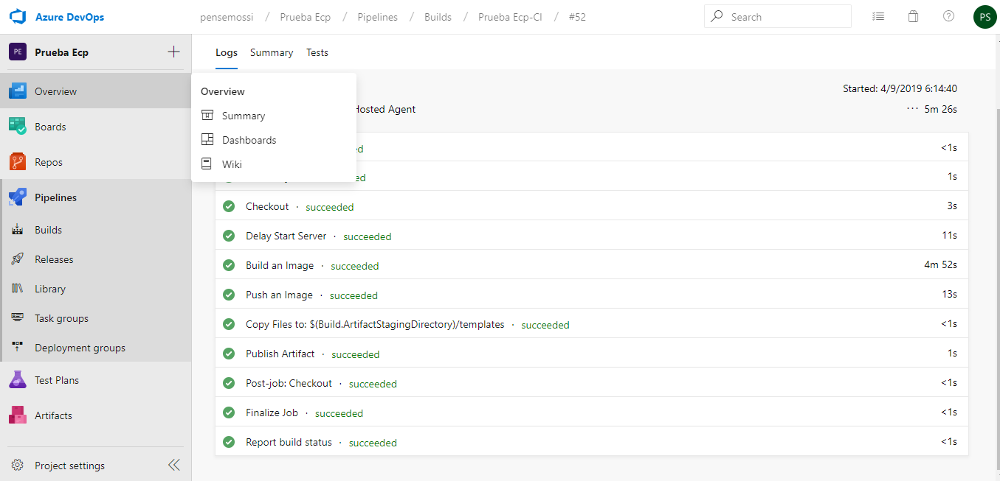 Azure DevOps
pensemossi / Prueba Ecp / Pipelines / Builds / Prueba Ecp-CI / #52
Search
PS
PE Prueba Ecp
Overview
Boards
Repos
Pipelines
Builds
Releases
Library
Task groups
Deployment groups
Test Plans
Artifacts
Project settings
Logs Summary Tests
Overview
Summary
Dashboards
Wiki
Started: 4/9/2019 6:14:40
Hosted Agent ··· 5m 26s
<1s
1s
Checkout · succeeded 3s
Delay Start Server · succeeded 11s
Build an Image · succeeded 4m 52s
Push an Image · succeeded 13s
Copy Files to: $(Build.ArtifactStagingDirectory)/templates · succeeded <1s
Publish Artifact · succeeded 1s
Post-job: Checkout · succeeded <1s
Finalize Job · succeeded <1s
Report build status · succeeded <1s